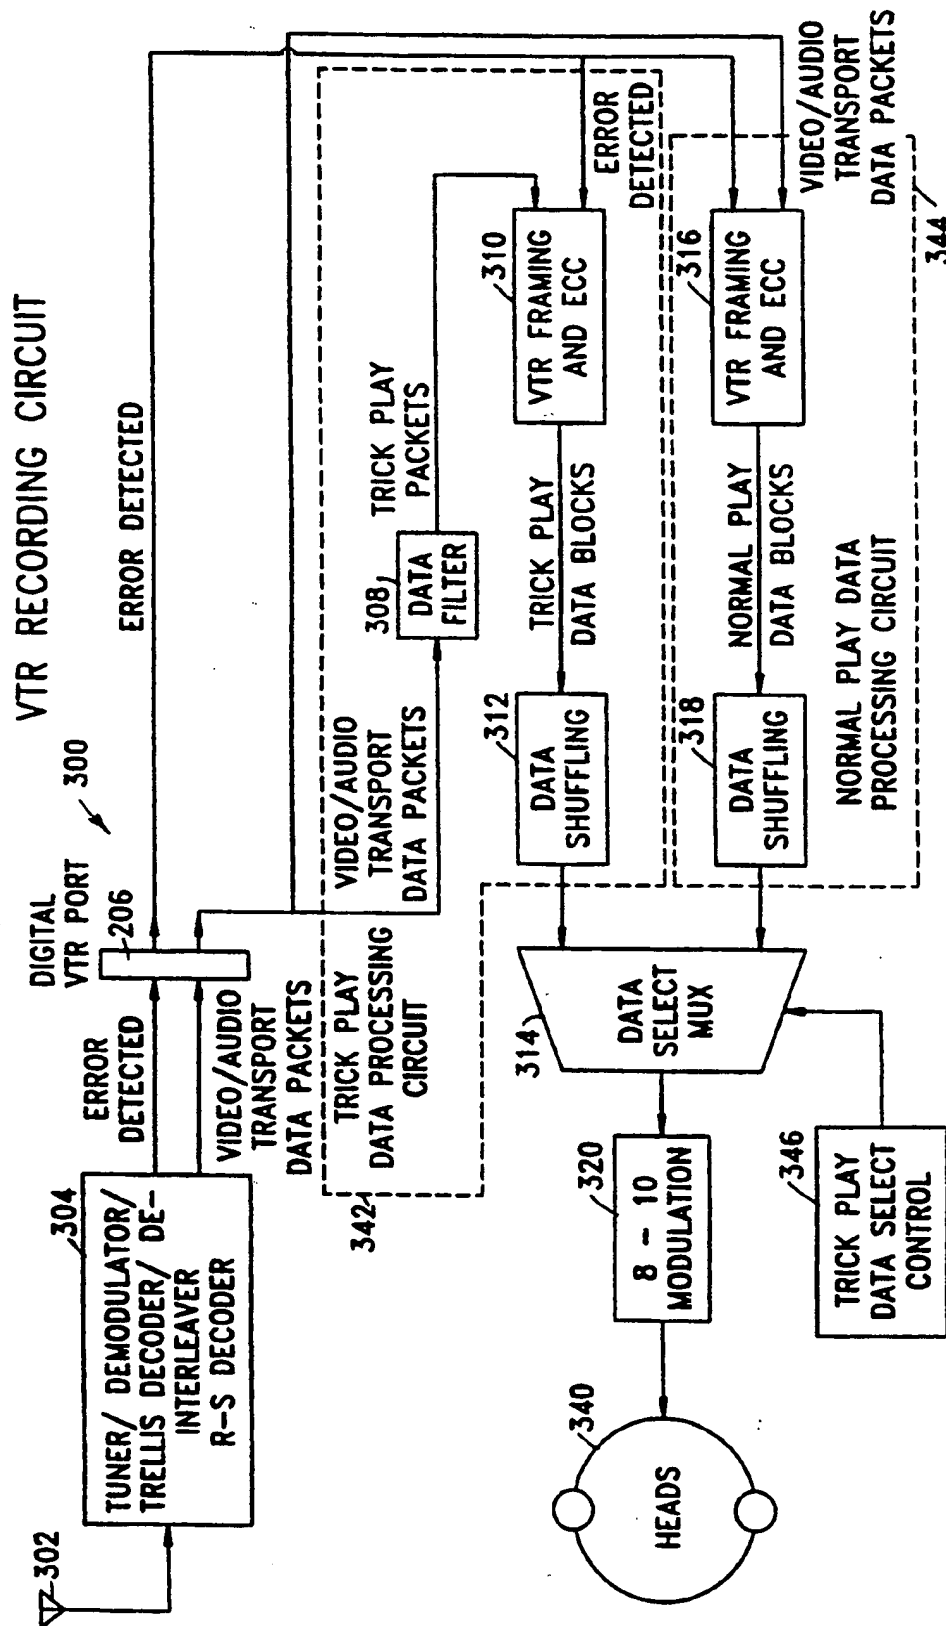 VTR RECORDING CIRCUIT
300
302
304
TUNER/ DEMODULATOR/
TRELLIS DECODER/ DE-
INTERLEAVER
R-S DECODER
ERROR
DETECTED
VIDEO/AUDIO
TRANSPORT
DATA PACKETS
DIGITAL
VTR PORT
206
ERROR DETECTED
342
TRICK PLAY
DATA PROCESSING
CIRCUIT
VIDEO/AUDIO
TRANSPORT
DATA PACKETS
308
DATA
FILTER
TRICK PLAY
PACKETS
ERROR
DETECTED
310
VTR FRAMING
AND ECC
TRICK PLAY
DATA BLOCKS
312
DATA
SHUFFLING
VIDEO/AUDIO
TRANSPORT
DATA PACKETS
316
VTR FRAMING
AND ECC
NORMAL PLAY
DATA BLOCKS
318
DATA
SHUFFLING
NORMAL PLAY DATA
PROCESSING CIRCUIT
344
314
DATA
SELECT
MUX
320
8 - 10
MODULATION
340
HEADS
346
TRICK PLAY
DATA SELECT
CONTROL